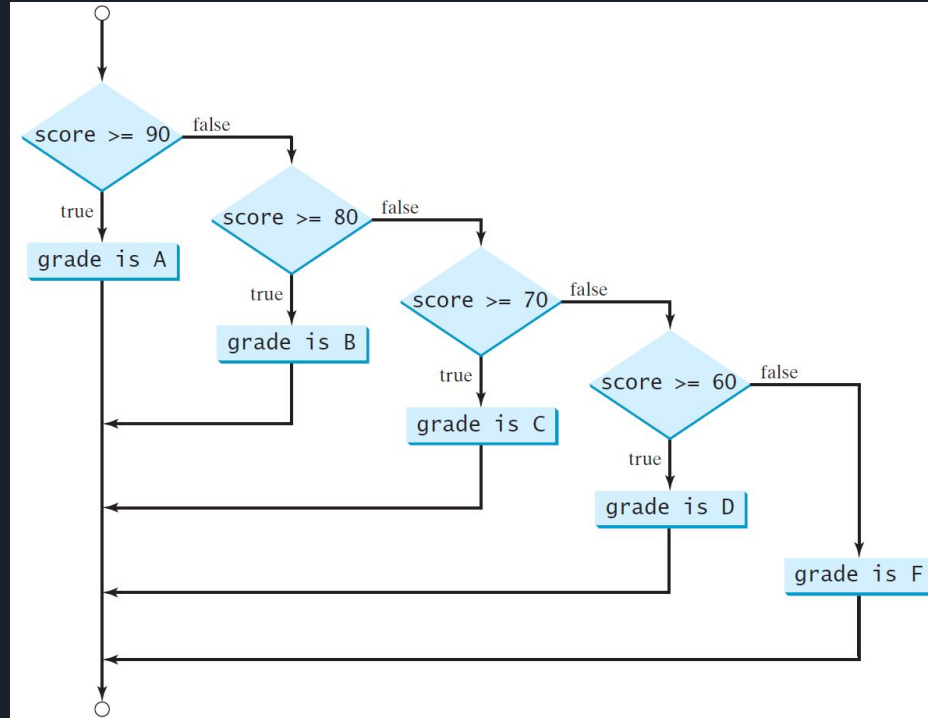 score >= 90
false
true
score >= 80
false
grade is A
true
score >= 70
false
grade is B
true
score >= 60
false
grade is C
true
grade is D
grade is F